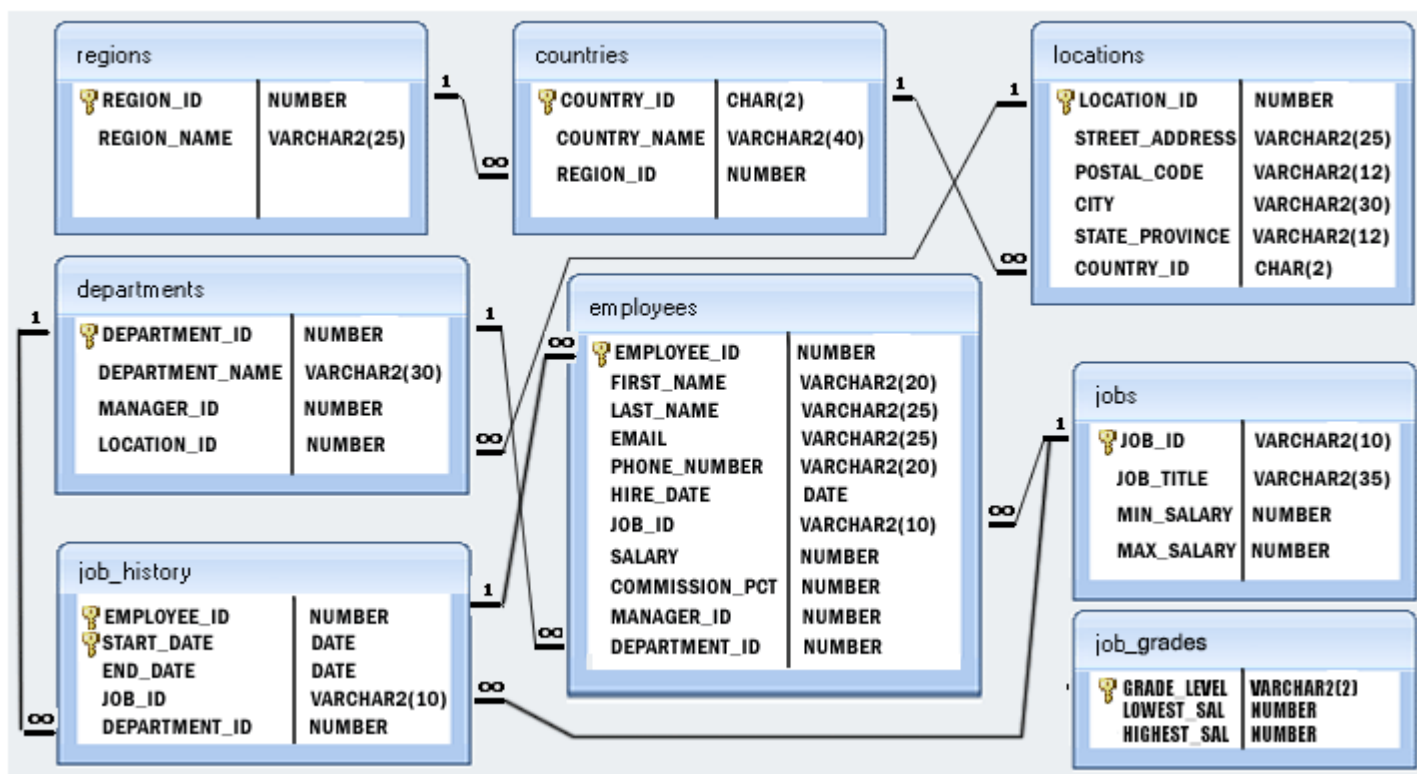 regions
REGION_ID NUMBER
REGION_NAME VARCHAR2(25)
1
∞
countries
COUNTRY_ID CHAR(2)
COUNTRY_NAME VARCHAR2(40)
REGION_ID NUMBER
1
∞
locations
1
LOCATION_ID NUMBER
STREET_ADDRESS VARCHAR2(25)
POSTAL_CODE VARCHAR2(12)
CITY VARCHAR2(30)
STATE_PROVINCE VARCHAR2(12)
COUNTRY_ID CHAR(2)
departments
1
DEPARTMENT_ID NUMBER
DEPARTMENT_NAME VARCHAR2(30)
MANAGER_ID NUMBER
LOCATION_ID NUMBER
1
∞
∞
employees
∞
EMPLOYEE_ID NUMBER
FIRST_NAME VARCHAR2(20)
LAST_NAME VARCHAR2(25)
EMAIL VARCHAR2(25)
PHONE_NUMBER VARCHAR2(20)
HIRE_DATE DATE
JOB_ID VARCHAR2(10)
SALARY NUMBER
COMMISSION_PCT NUMBER
MANAGER_ID NUMBER
DEPARTMENT_ID NUMBER
∞
∞
jobs
1
JOB_ID VARCHAR2(10)
JOB_TITLE VARCHAR2(35)
MIN_SALARY NUMBER
MAX_SALARY NUMBER
job_history
1
EMPLOYEE_ID NUMBER
START_DATE DATE
END_DATE DATE
JOB_ID VARCHAR2(10)
DEPARTMENT_ID NUMBER
∞
job_grades
GRADE_LEVEL VARCHAR2(2)
LOWEST_SAL NUMBER
HIGHEST_SAL NUMBER